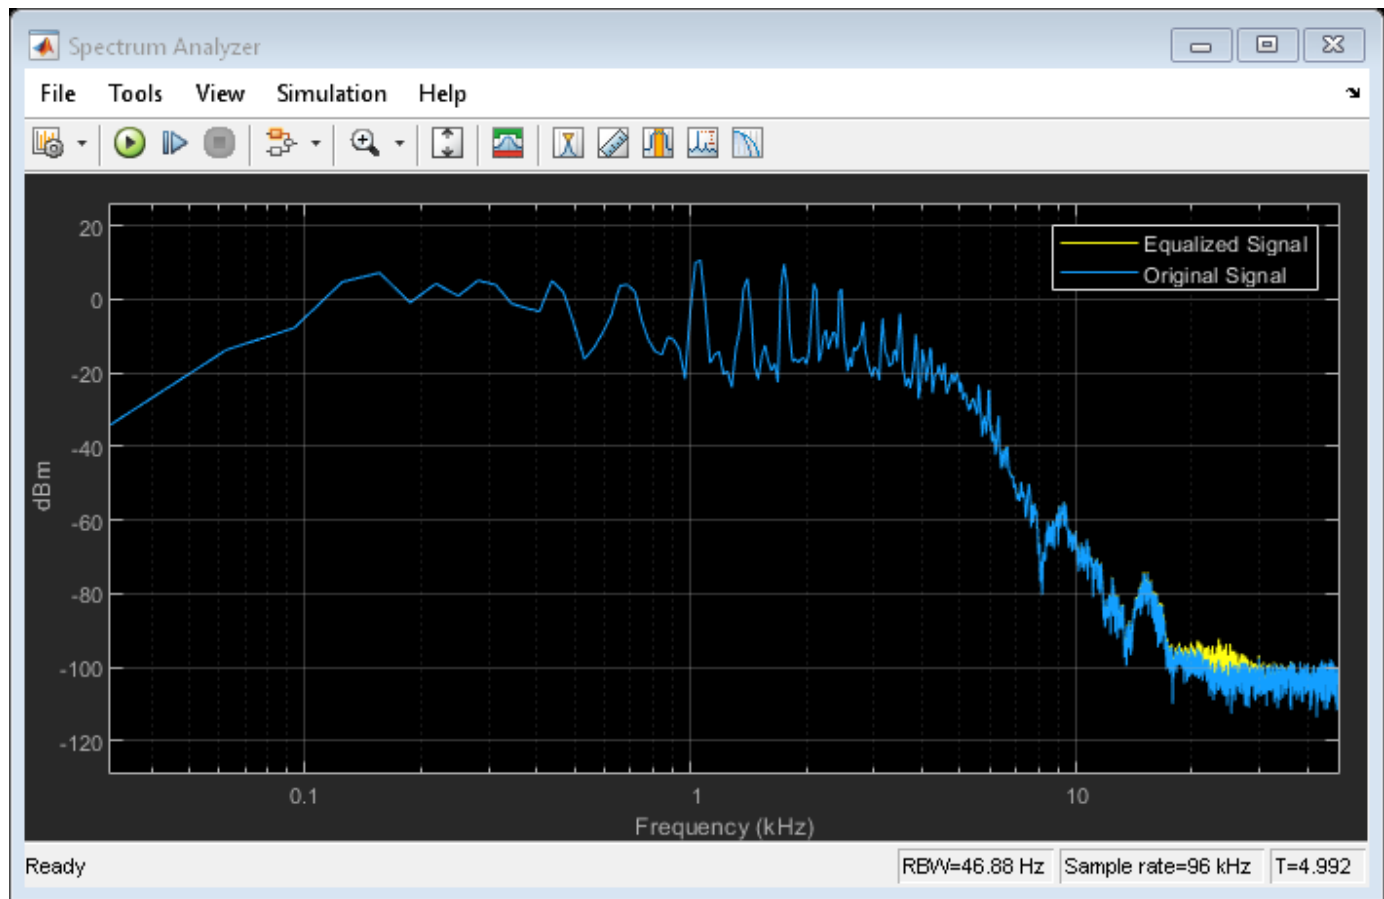 Spectrum Analyzer
File Tools View Simulation Help
Equalized Signal
Original Signal
20
0
-20
-40
-60
-80
-100
-120
dBm
0.1 1 10
Frequency (kHz)
Ready RBW=46.88 Hz Sample rate=96 kHz T=4.992